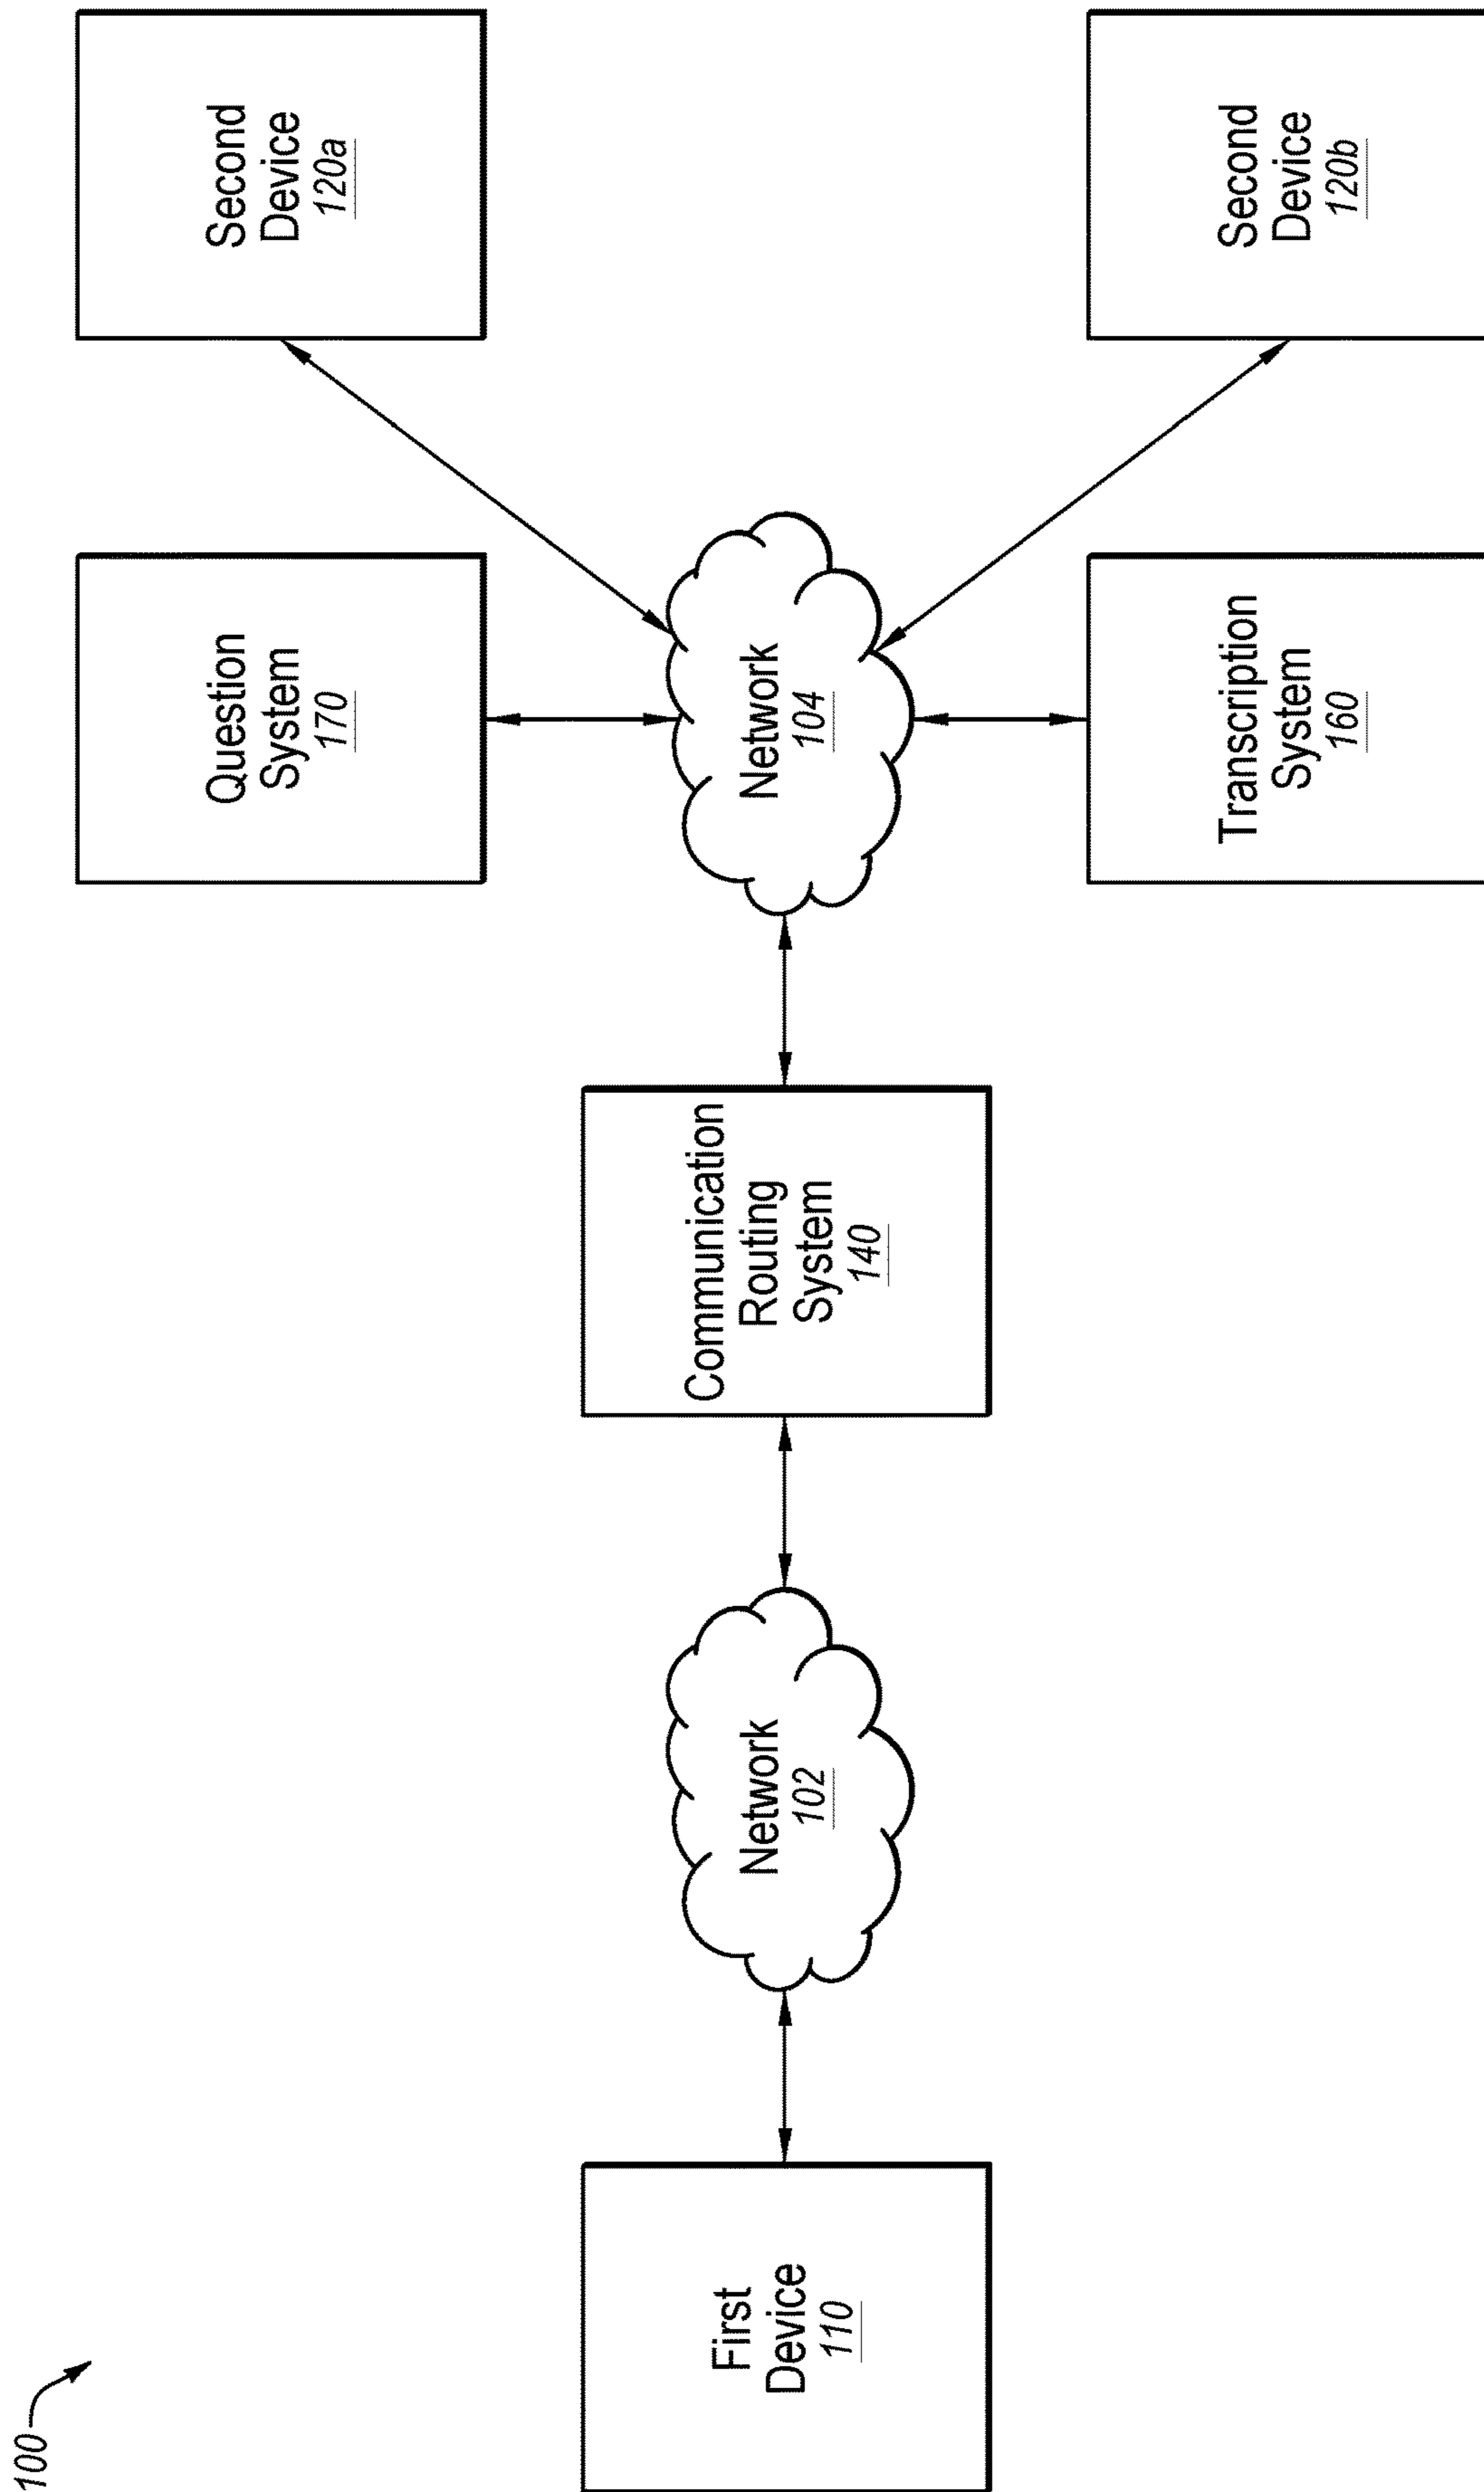 100
First
Device
110
Network
102
Communication
Routing
System
140
Network
104
Question
System
170
Second
Device
120a
Transcription
System
160
Second
Device
120b